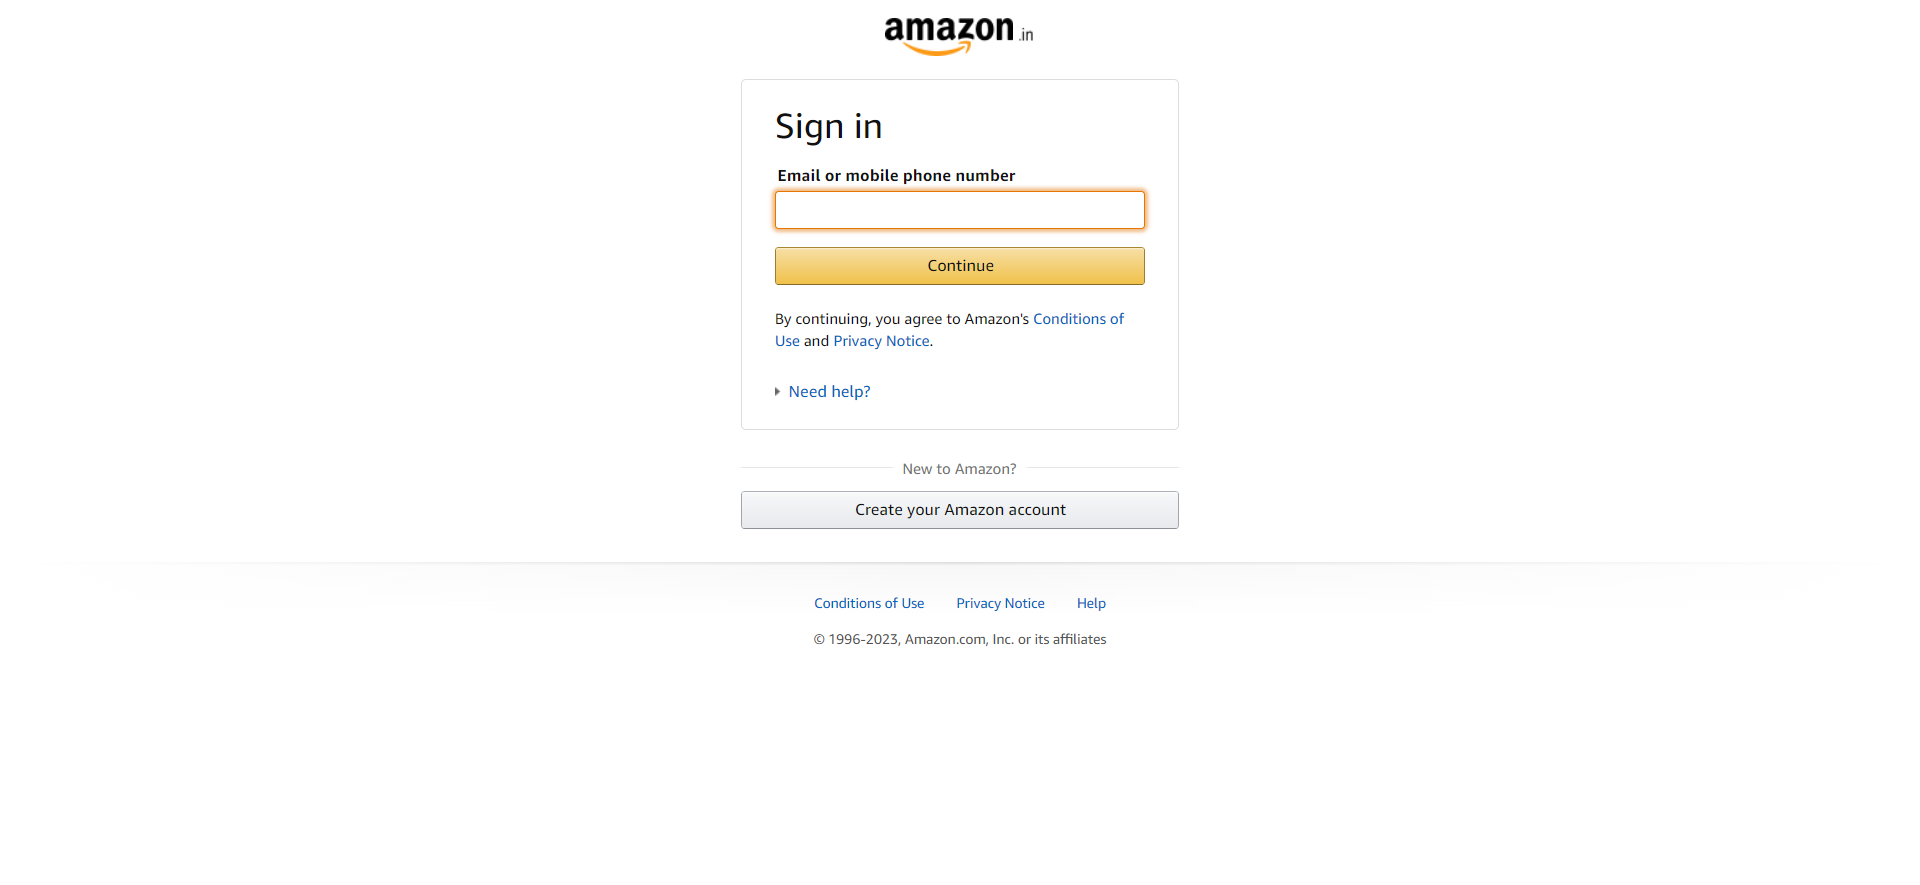 amazon.in
Sign in
Email or mobile phone number
Continue
By continuing, you agree to Amazon's Conditions of
Use and Privacy Notice.
Need help?
New to Amazon?
Create your Amazon account
Conditions of Use Privacy Notice Help
© 1996-2023, Amazon.com, Inc. or its affiliates